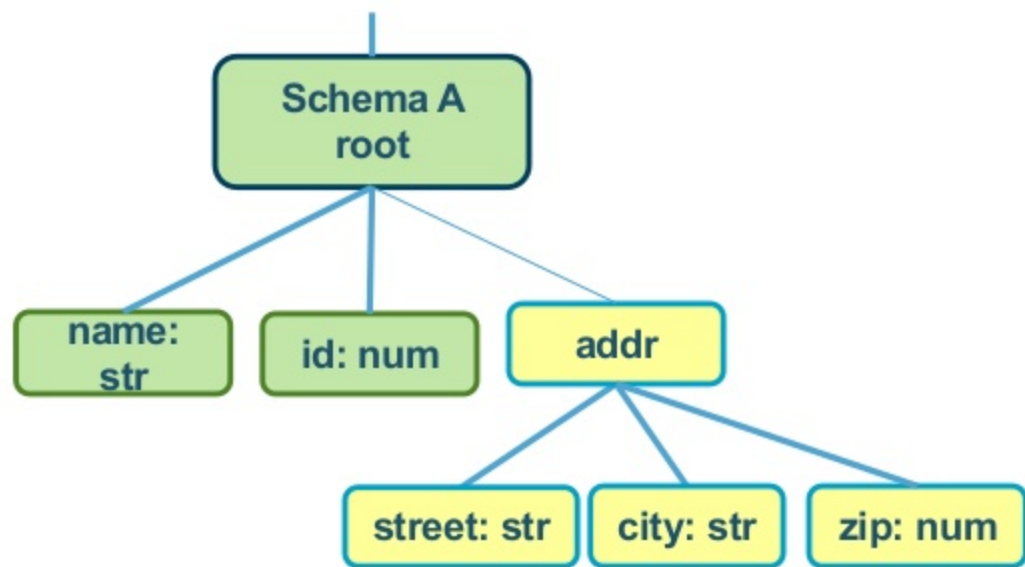 Schema A
root
name:
str
id: num
addr
street: str
city: str
zip: num